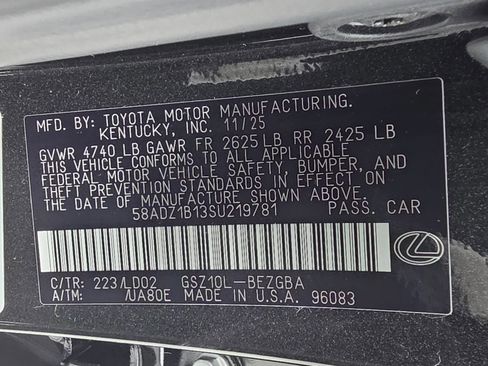 MFD. BY: TOYOTA MOTOR MANUFACTURING.
KENTUCKY, INC. 11/25
GVWR 4740 LB GAWR FR 2625 LB RR 2425 LB
THIS VEHICLE CONFORMS TO ALL APPLICABLE
FEDERAL MOTOR VEHICLE SAFETY, BUMPER, AND
THEFT PREVENTION STANDARDS IN EFFECT ON
THE DATE OF MANUFACTURE SHOWN ABOVE.
58ADZ1B13SU219781 PASS. CAR
C/TR: 223/LD02 GSZ10L-BEZGBA
A/TM: /UA80E MADE IN U.S.A. 96083